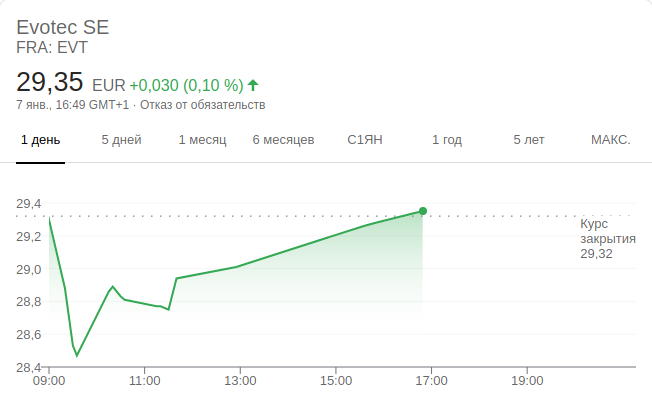 Evotec SE
FRA: EVT
29,35 EUR +0,030 (0,10 %)
7 янв., 16:49 GMT+1 · Отказ от обязательств
1 день 5 дней 1 месяц 6 месяцев С1ЯН 1 год 5 лет МАКС.
29,4
Курс
закрытия
29,32
29,2
29,0
28,8
28,6
28,4
09:00 11:00 13:00 15:00 17:00 19:00